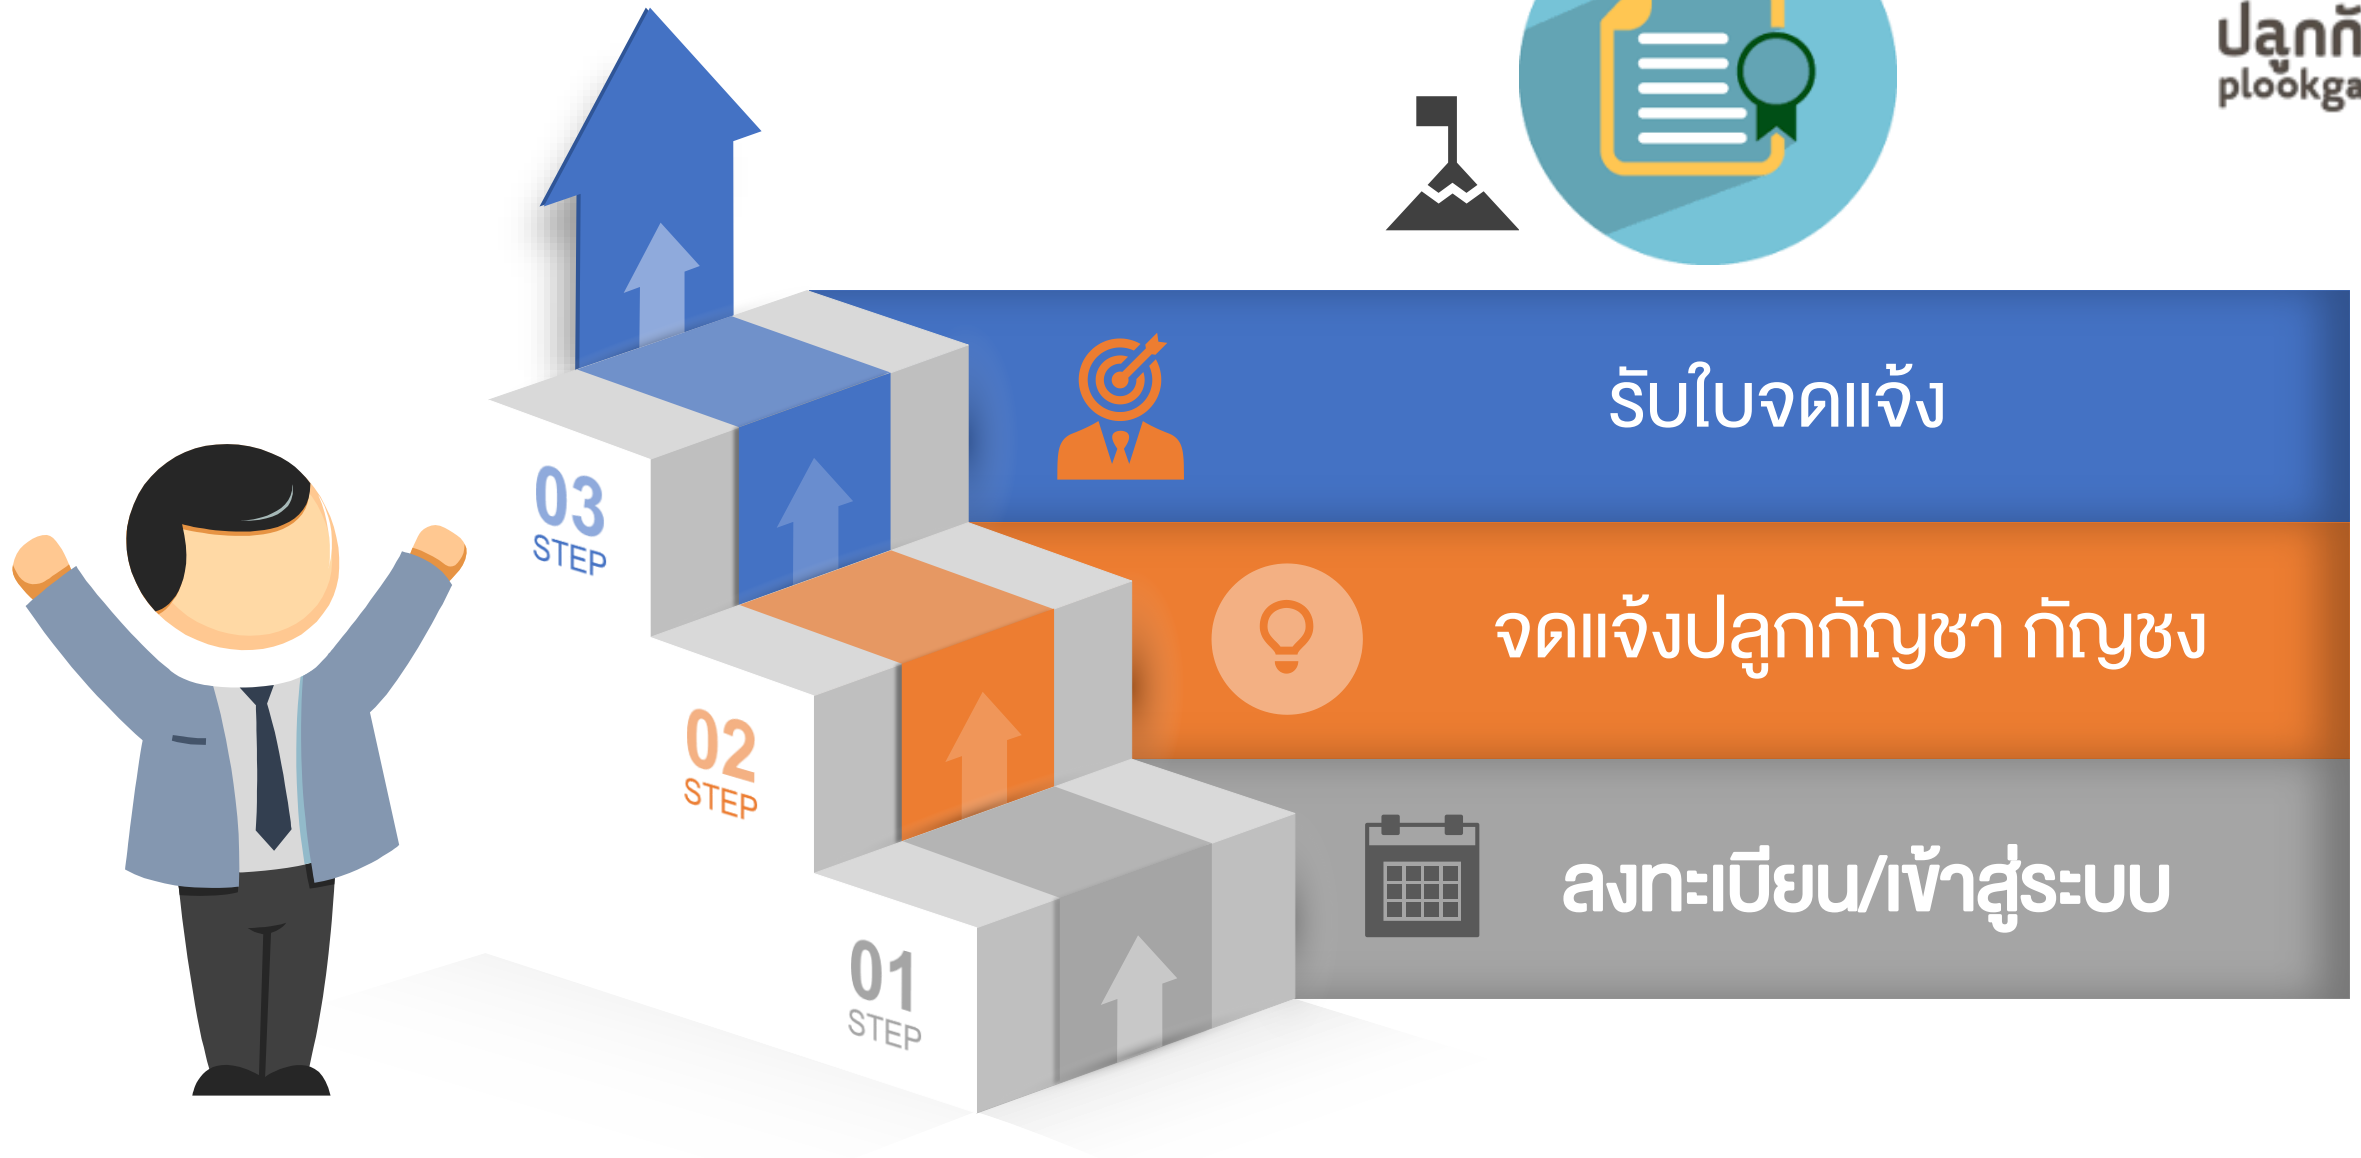 ปลูกกั
plookga
รับใบจดแจ้ง
03
STEP
จดแจ้งปลูกกัญชา กัญชง
02
STEP
ลงทะเบียน/เข้าสู่ระบบ
01
STEP